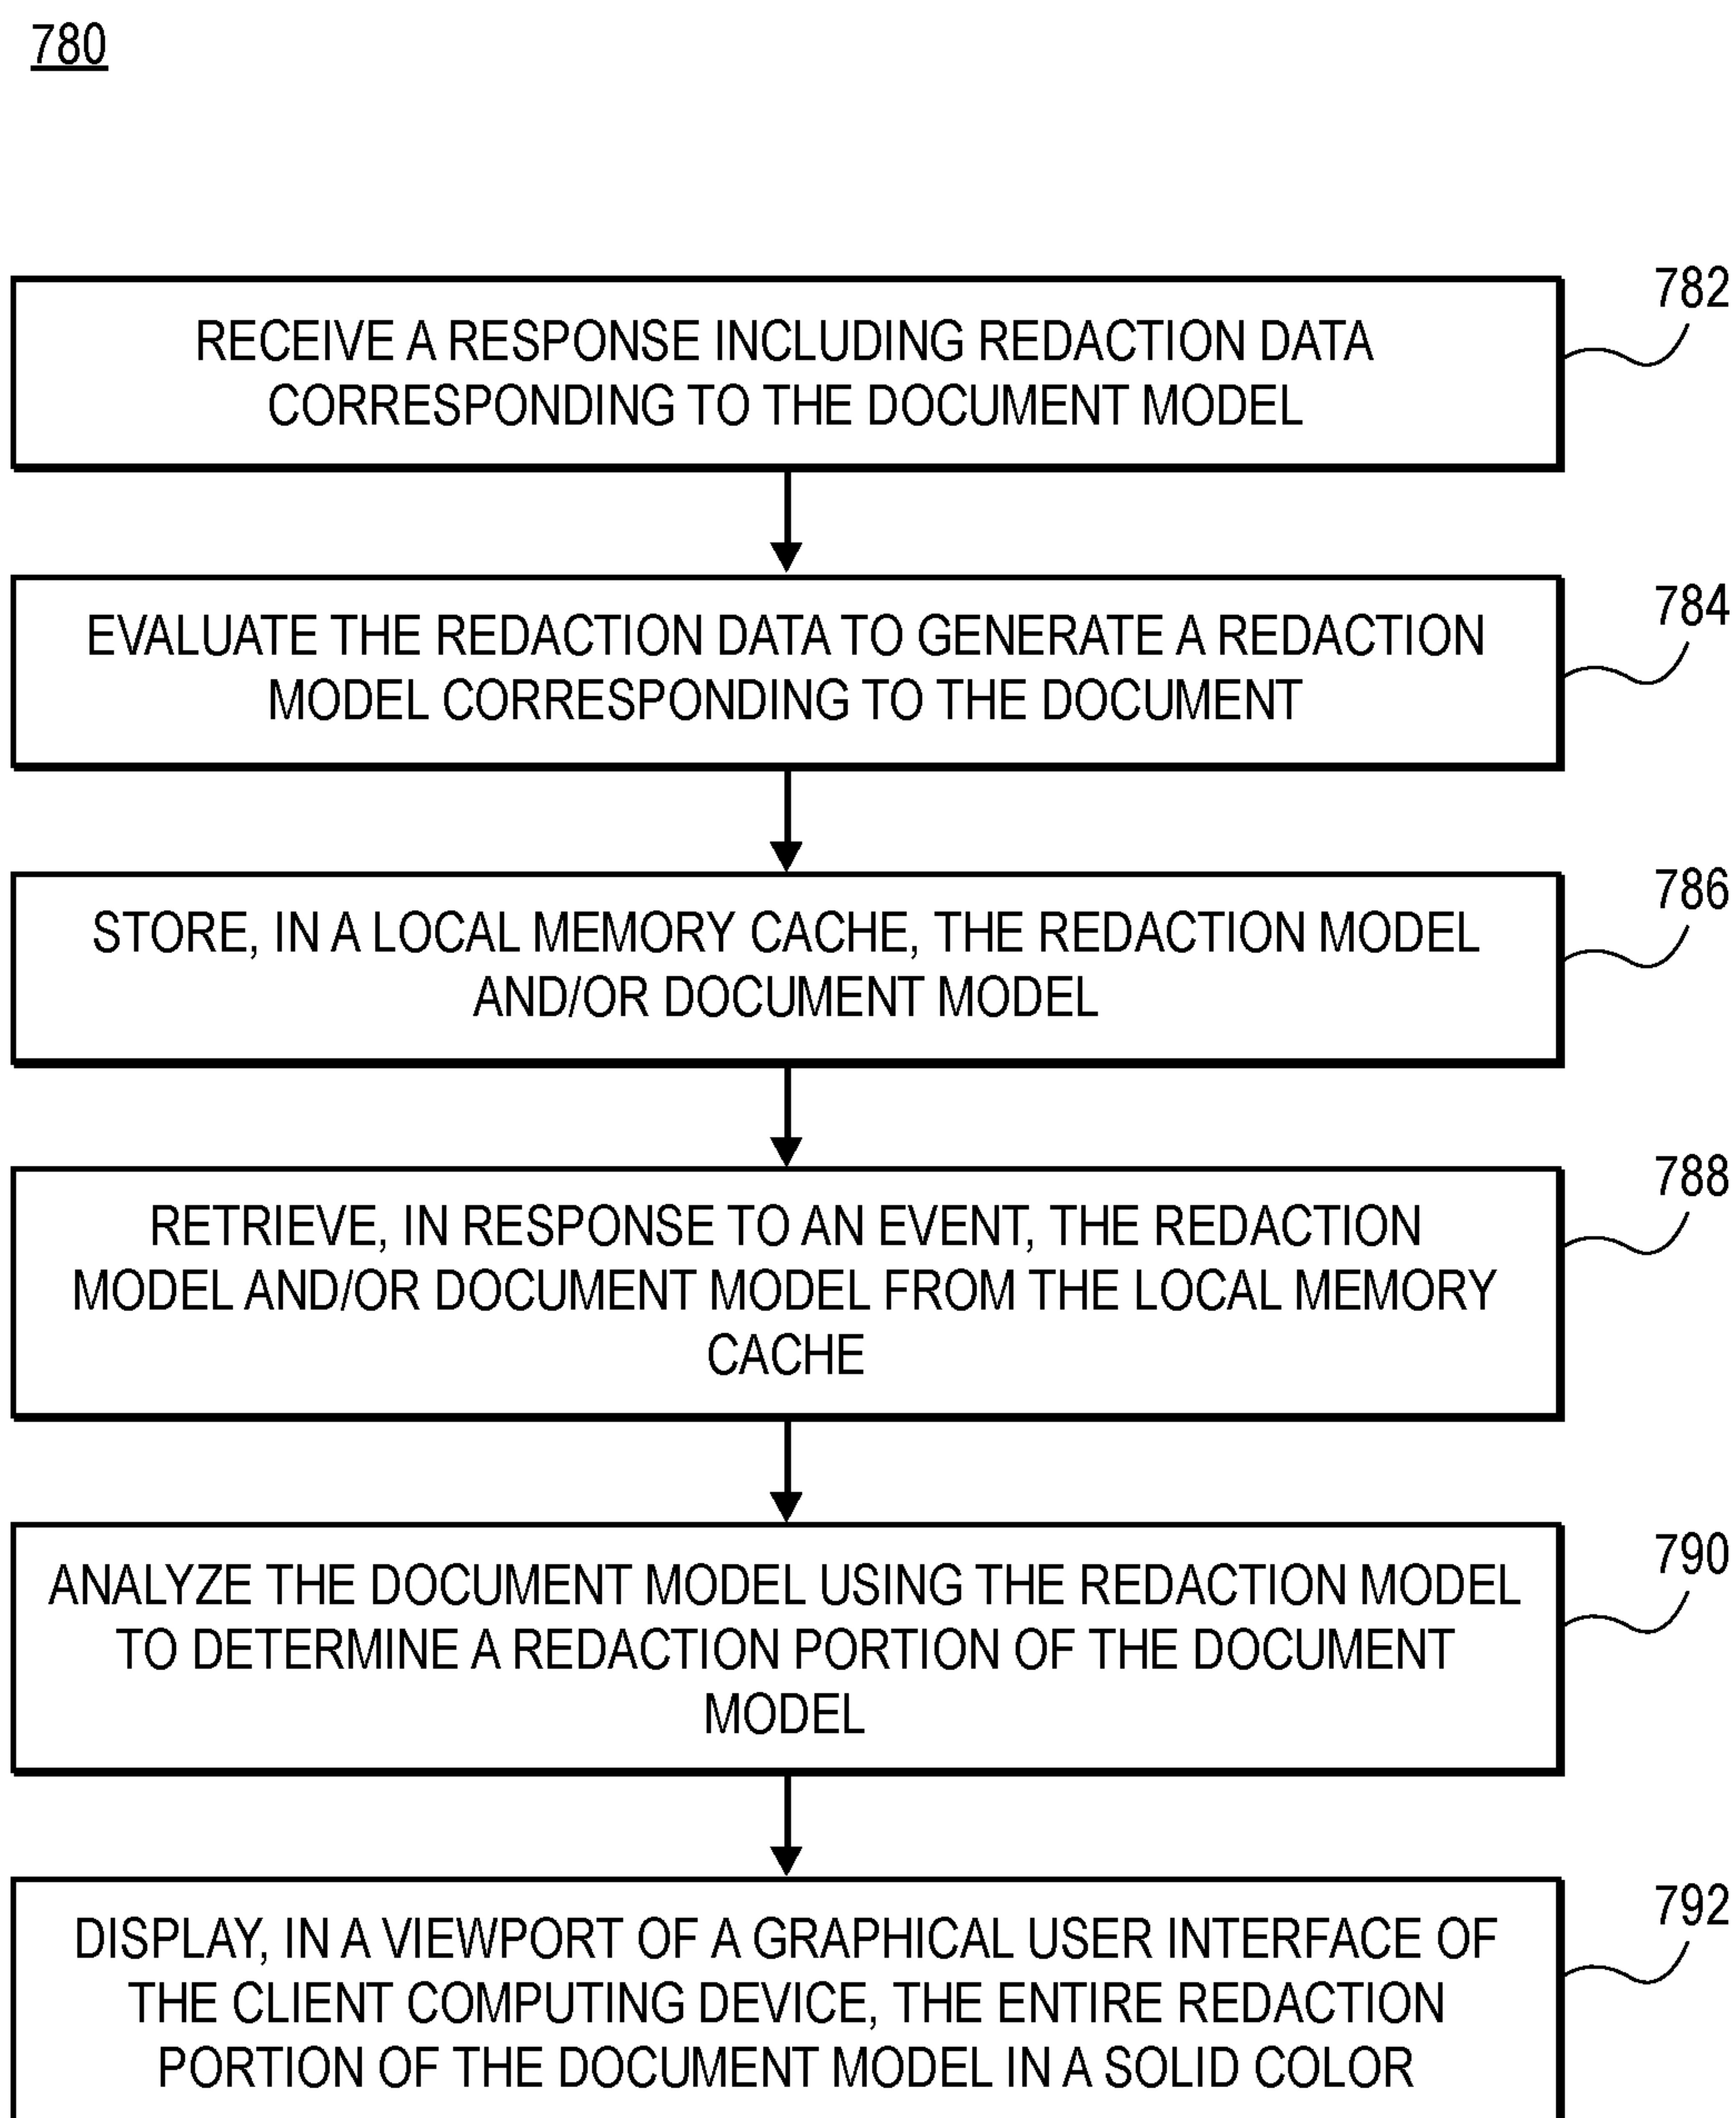 780
782
RECEIVE A RESPONSE INCLUDING REDACTION DATA
CORRESPONDING TO THE DOCUMENT MODEL
784
EVALUATE THE REDACTION DATA TO GENERATE A REDACTION
MODEL CORRESPONDING TO THE DOCUMENT
786
STORE, IN A LOCAL MEMORY CACHE, THE REDACTION MODEL
AND/OR DOCUMENT MODEL
788
RETRIEVE, IN RESPONSE TO AN EVENT, THE REDACTION
MODEL AND/OR DOCUMENT MODEL FROM THE LOCAL MEMORY
CACHE
790
ANALYZE THE DOCUMENT MODEL USING THE REDACTION MODEL
TO DETERMINE A REDACTION PORTION OF THE DOCUMENT
MODEL
792
DISPLAY, IN A VIEWPORT OF A GRAPHICAL USER INTERFACE OF
THE CLIENT COMPUTING DEVICE, THE ENTIRE REDACTION
PORTION OF THE DOCUMENT MODEL IN A SOLID COLOR